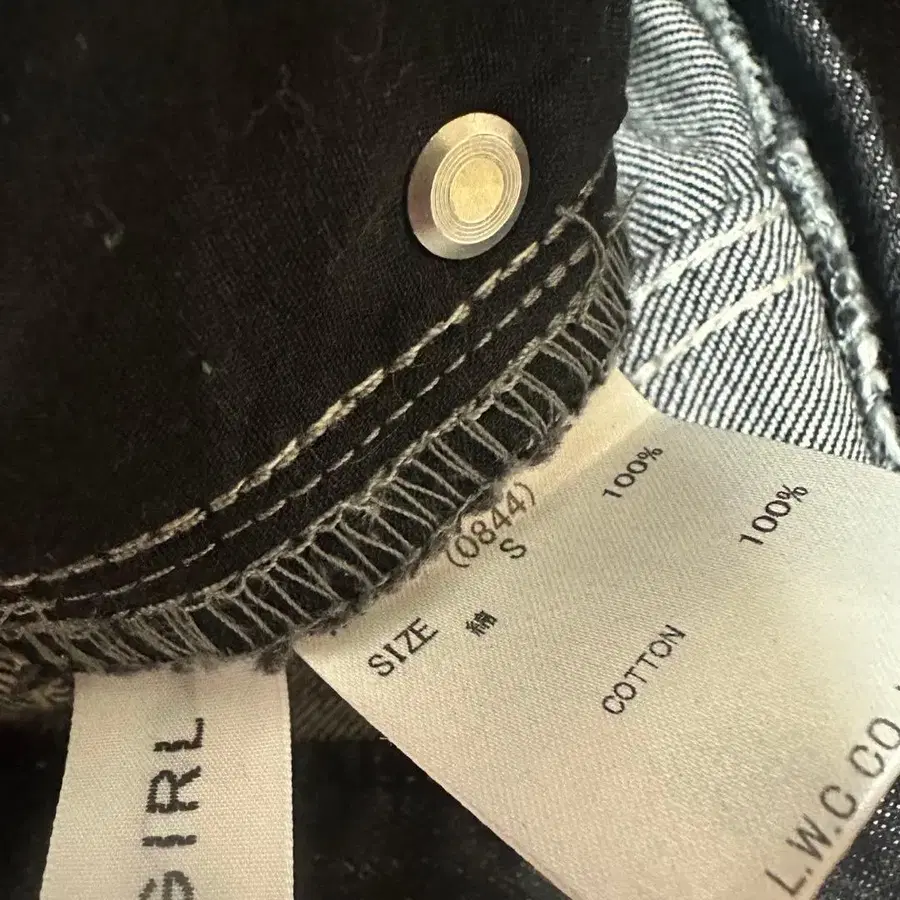 (0844)
SIZE S
綿 100%
COTTON 100%
L.W.C CO
GIRL